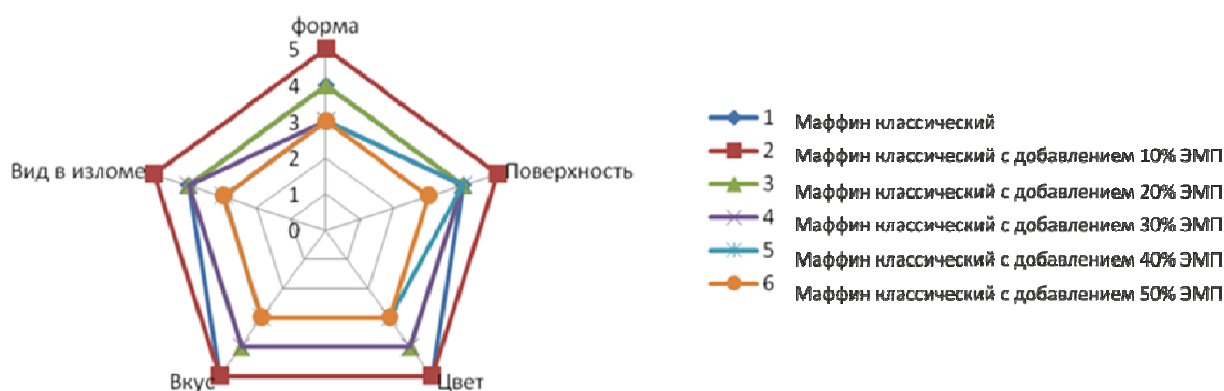 форма
5
4
3
2
1
0
Поверхность
Цвет
Вкус
Вид в изломе
1 Маффин классический
2 Маффин классический с добавлением 10% ЭМП
3 Маффин классический с добавлением 20% ЭМП
4 Маффин классический с добавлением 30% ЭМП
5 Маффин классический с добавлением 40% ЭМП
6 Маффин классический с добавлением 50% ЭМП